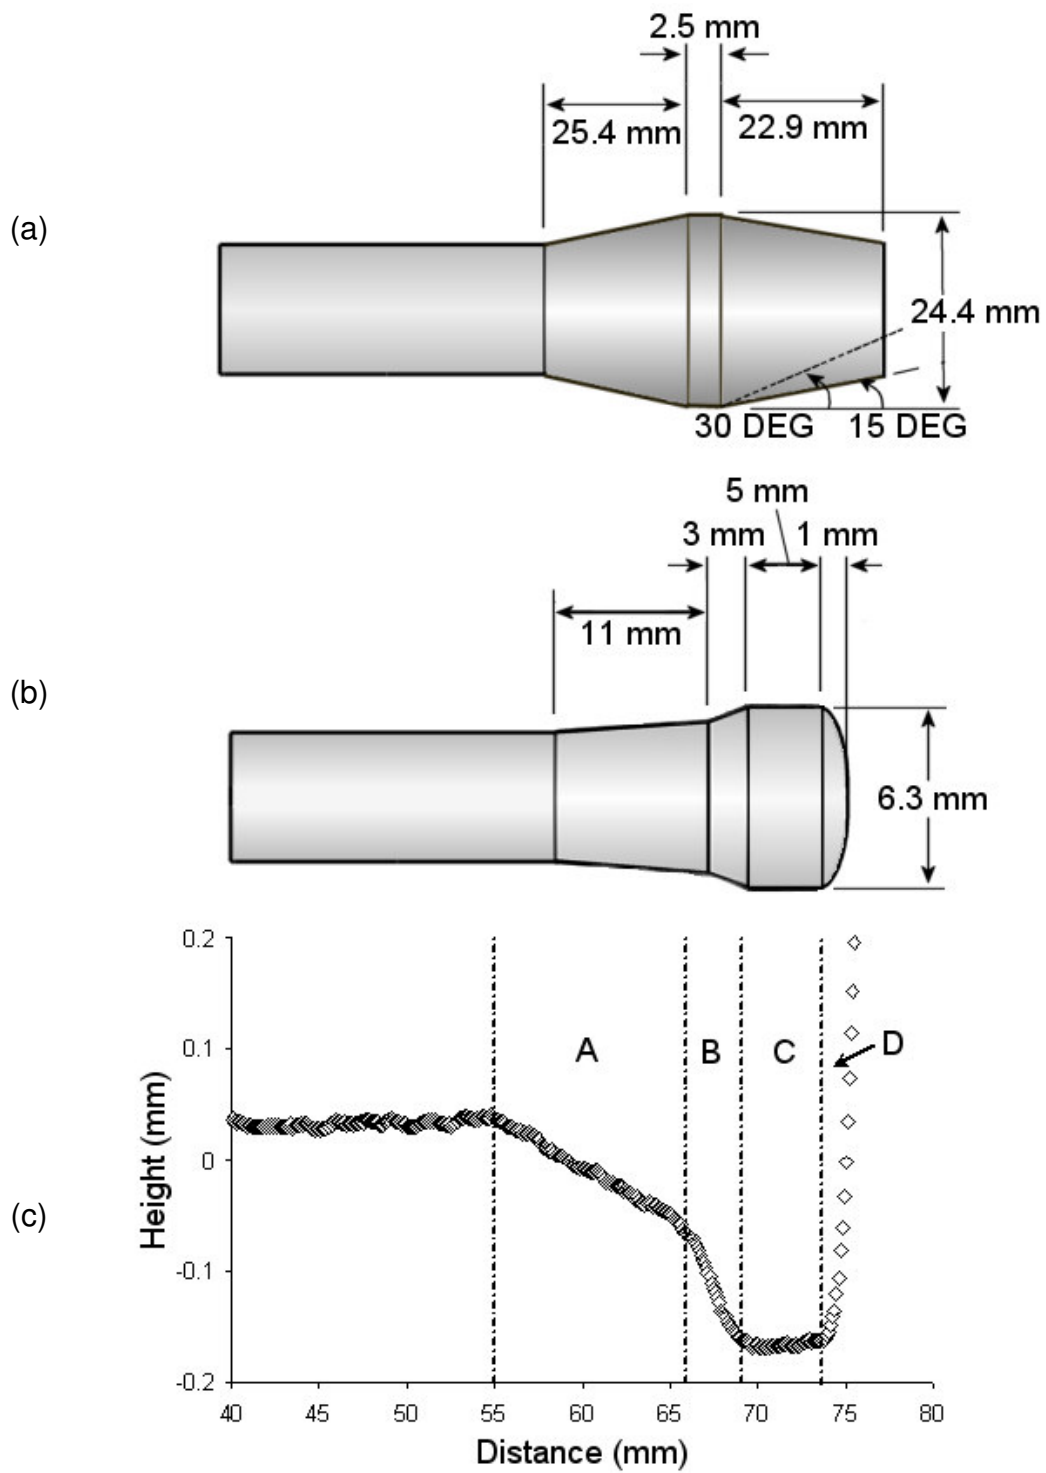 2.5 mm
25.4 mm
22.9 mm
(a)
24.4 mm
30 DEG
15 DEG
5 mm
3 mm
1 mm
11 mm
(b)
6.3 mm
0.2
0.1
0
-0.1
-0.2
A
B
C
D
Height (mm)
(c)
40
45
50
55
60
65
70
75
80
Distance (mm)